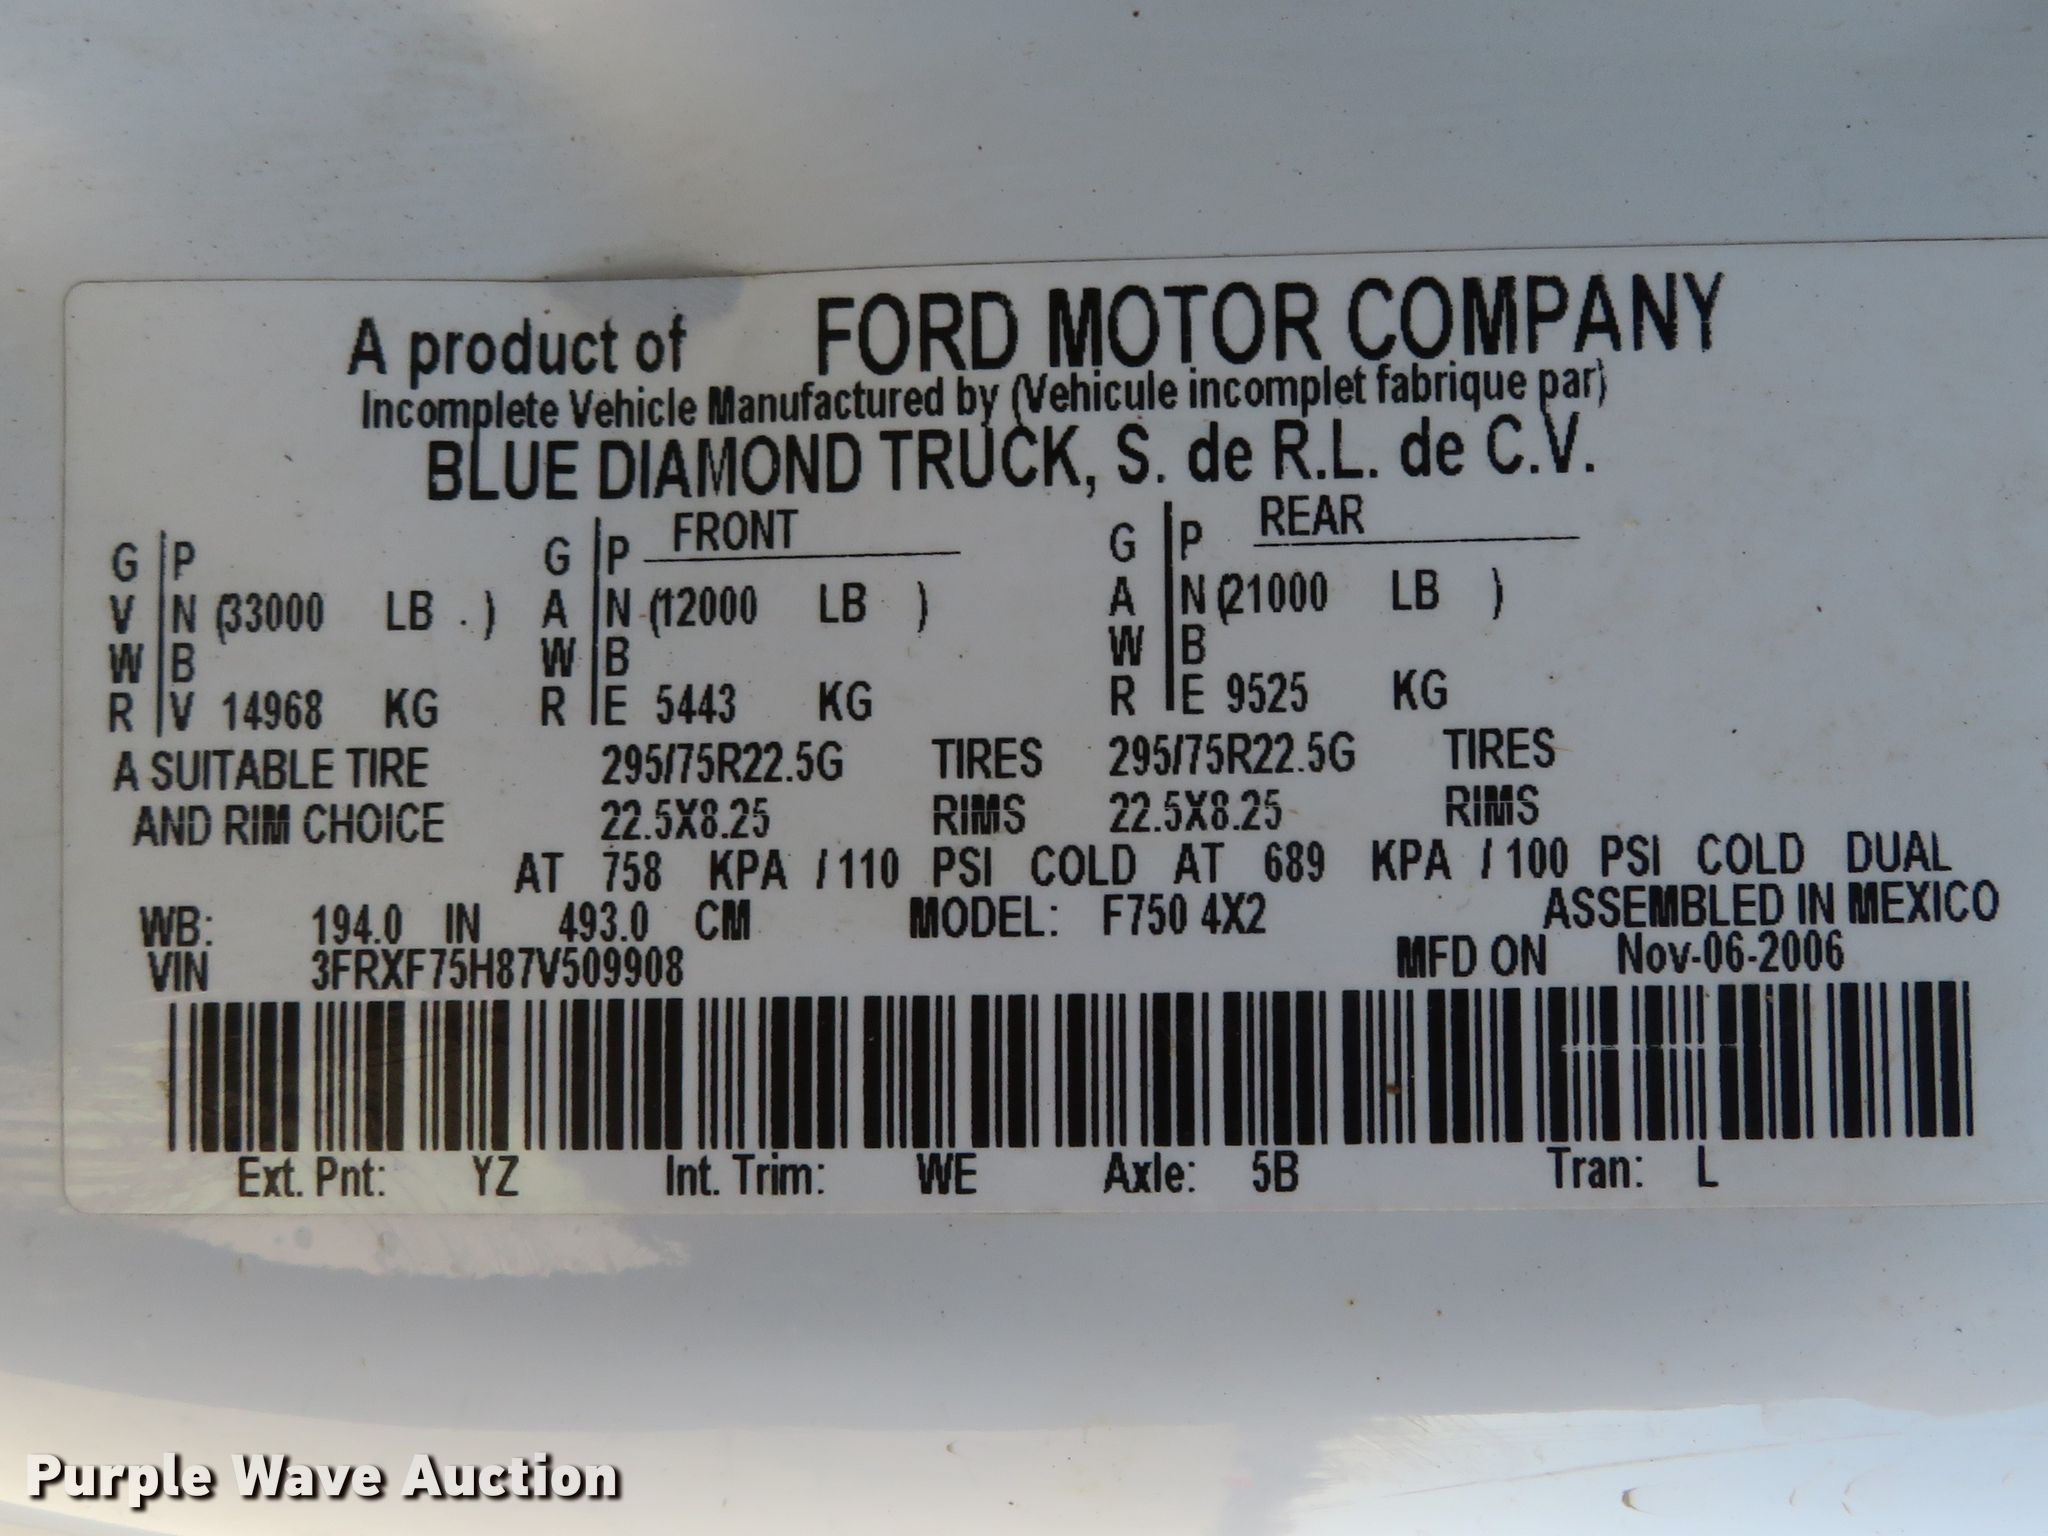 A product of FORD MOTOR COMPANY
Incomplete Vehicle Manufactured by (Vehicule incomplet fabrique par)
BLUE DIAMOND TRUCK, S. de R.L. de C.V.
G P G P FRONT G P REAR
V N (33000 LB .) A N (12000 LB ) A N (21000 LB )
W B W B W B
R V 14968 KG R E 5443 KG R E 9525 KG
A SUITABLE TIRE 295/75R22.5G TIRES 295/75R22.5G TIRES
AND RIM CHOICE 22.5X8.25 RIMS 22.5X8.25 RIMS
AT 758 KPA / 110 PSI COLD AT 689 KPA / 100 PSI COLD DUAL
WB: 194.0 IN 493.0 CM MODEL: F750 4X2 ASSEMBLED IN MEXICO
VIN 3FRXF75H87V509908 MFD ON Nov-06-2006
Ext. Pnt: YZ Int. Trim: WE Axle: 5B Tran: L
Purple Wave Auction